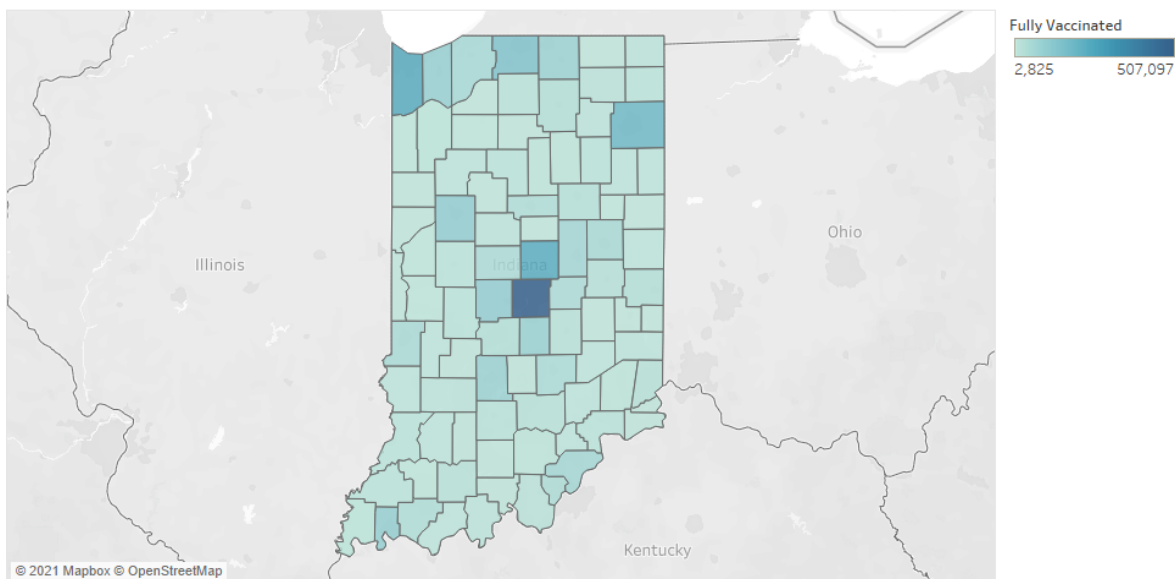 Fully Vaccinated
2,825 507,097
Illinois
Indiana
Ohio
Kentucky
© 2021 Mapbox © OpenStreetMap